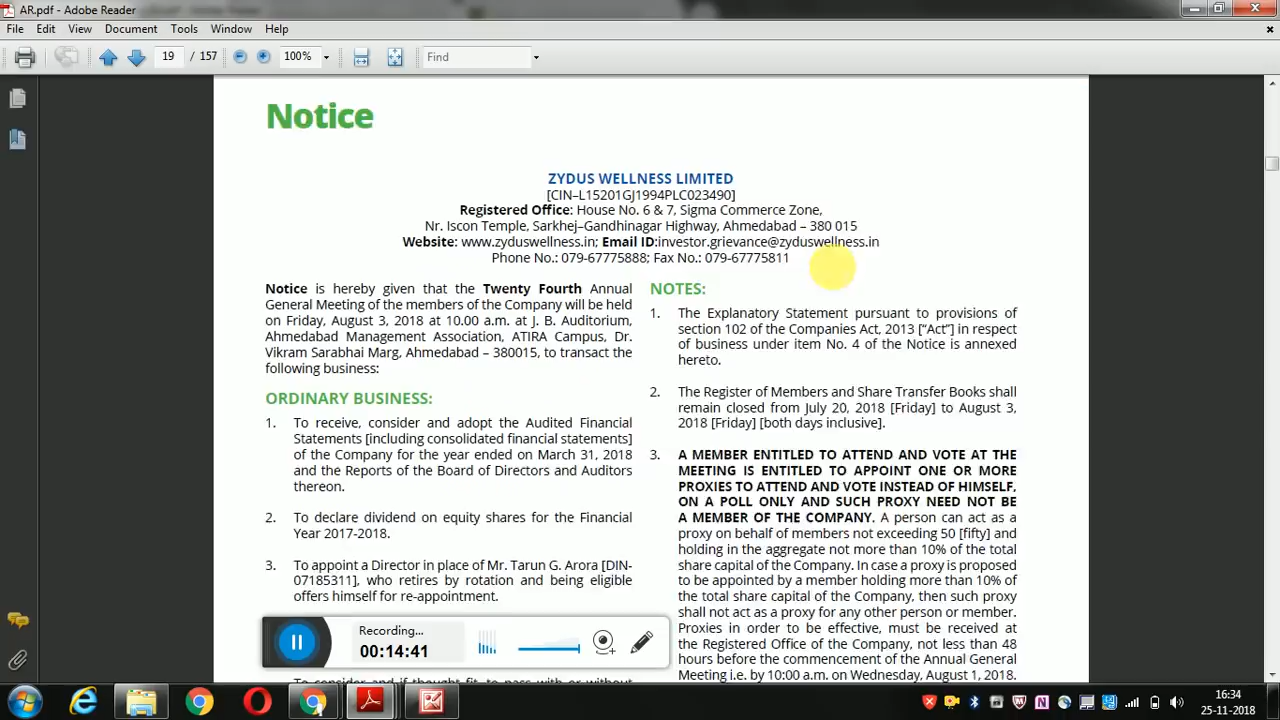 AR.pdf - Adobe Reader
File Edit View Document Tools Window Help
19 / 157 100% Find
Notice
ZYDUS WELLNESS LIMITED
[CIN–L15201GJ1994PLC023490]
Registered Office: House No. 6 & 7, Sigma Commerce Zone,
Nr. Iscon Temple, Sarkhej–Gandhinagar Highway, Ahmedabad – 380 015
Website: www.zyduswellness.in; Email ID:investor.grievance@zyduswellness.in
Phone No.: 079-67775888; Fax No.: 079-67775811
Notice is hereby given that the Twenty Fourth Annual
General Meeting of the members of the Company will be held
on Friday, August 3, 2018 at 10.00 a.m. at J. B. Auditorium,
Ahmedabad Management Association, ATIRA Campus, Dr.
Vikram Sarabhai Marg, Ahmedabad – 380015, to transact the
following business:
ORDINARY BUSINESS:
1. To receive, consider and adopt the Audited Financial
Statements [including consolidated financial statements]
of the Company for the year ended on March 31, 2018
and the Reports of the Board of Directors and Auditors
thereon.
2. To declare dividend on equity shares for the Financial
Year 2017-2018.
3. To appoint a Director in place of Mr. Tarun G. Arora [DIN-
07185311], who retires by rotation and being eligible
offers himself for re-appointment.
To consider and if thought fit, to pass with or without
NOTES:
1. The Explanatory Statement pursuant to provisions of
section 102 of the Companies Act, 2013 [“Act”] in respect
of business under item No. 4 of the Notice is annexed
hereto.
2. The Register of Members and Share Transfer Books shall
remain closed from July 20, 2018 [Friday] to August 3,
2018 [Friday] [both days inclusive].
3. A MEMBER ENTITLED TO ATTEND AND VOTE AT THE
MEETING IS ENTITLED TO APPOINT ONE OR MORE
PROXIES TO ATTEND AND VOTE INSTEAD OF HIMSELF,
ON A POLL ONLY AND SUCH PROXY NEED NOT BE
A MEMBER OF THE COMPANY. A person can act as a
proxy on behalf of members not exceeding 50 [fifty] and
holding in the aggregate not more than 10% of the total
share capital of the Company. In case a proxy is proposed
to be appointed by a member holding more than 10% of
the total share capital of the Company, then such proxy
shall not act as a proxy for any other person or member.
Proxies in order to be effective, must be received at
the Registered Office of the Company, not less than 48
hours before the commencement of the Annual General
Meeting i.e. by 10:00 a.m. on Wednesday, August 1, 2018.
Recording...
00:14:41
16:34
25-11-2018